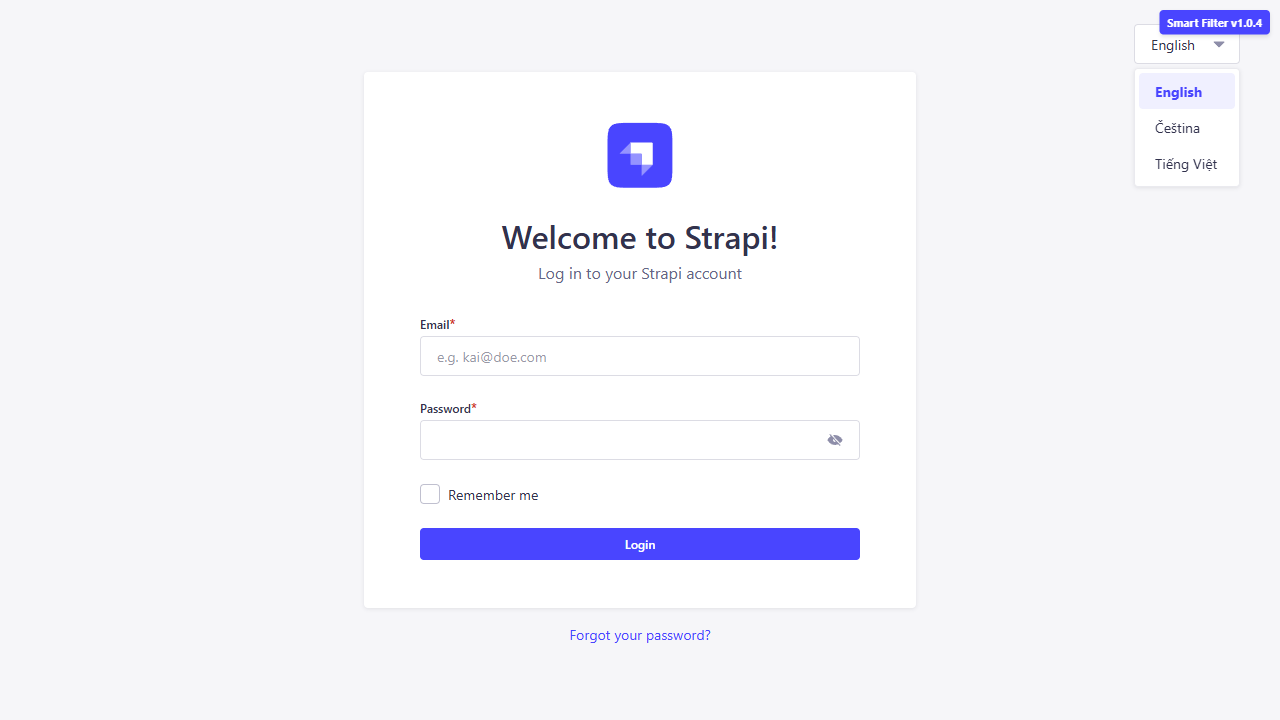 Smart Filter v1.0.4
English
English
Čeština
Tiếng Việt
Welcome to Strapi!
Log in to your Strapi account
Email*
e.g. kai@doe.com
Password*
Remember me
Login
Forgot your password?